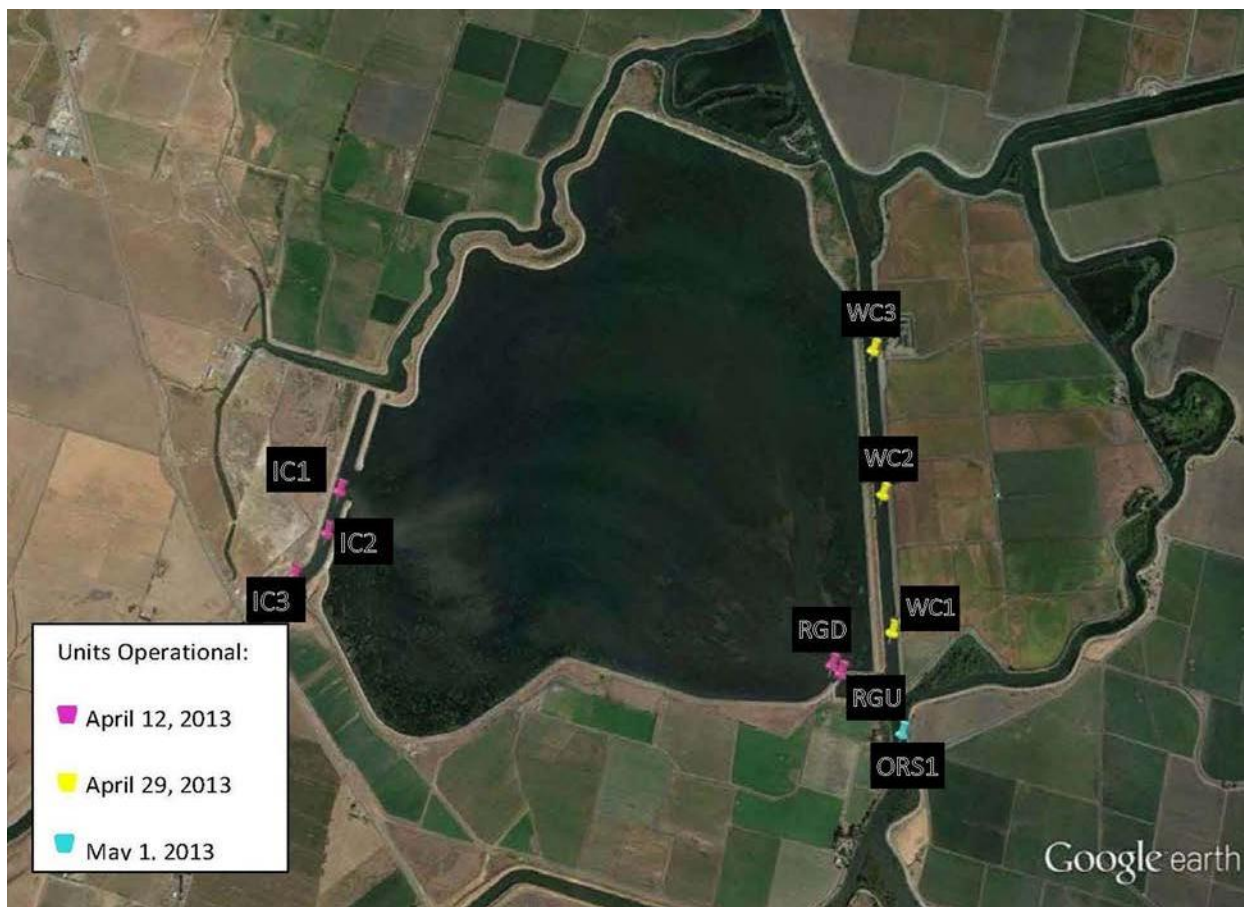 WC3
WC2
IC1
IC2
IC3
WC1
RGD
RGU
ORS1
Units Operational:
April 12, 2013
April 29, 2013
May 1, 2013
Google earth